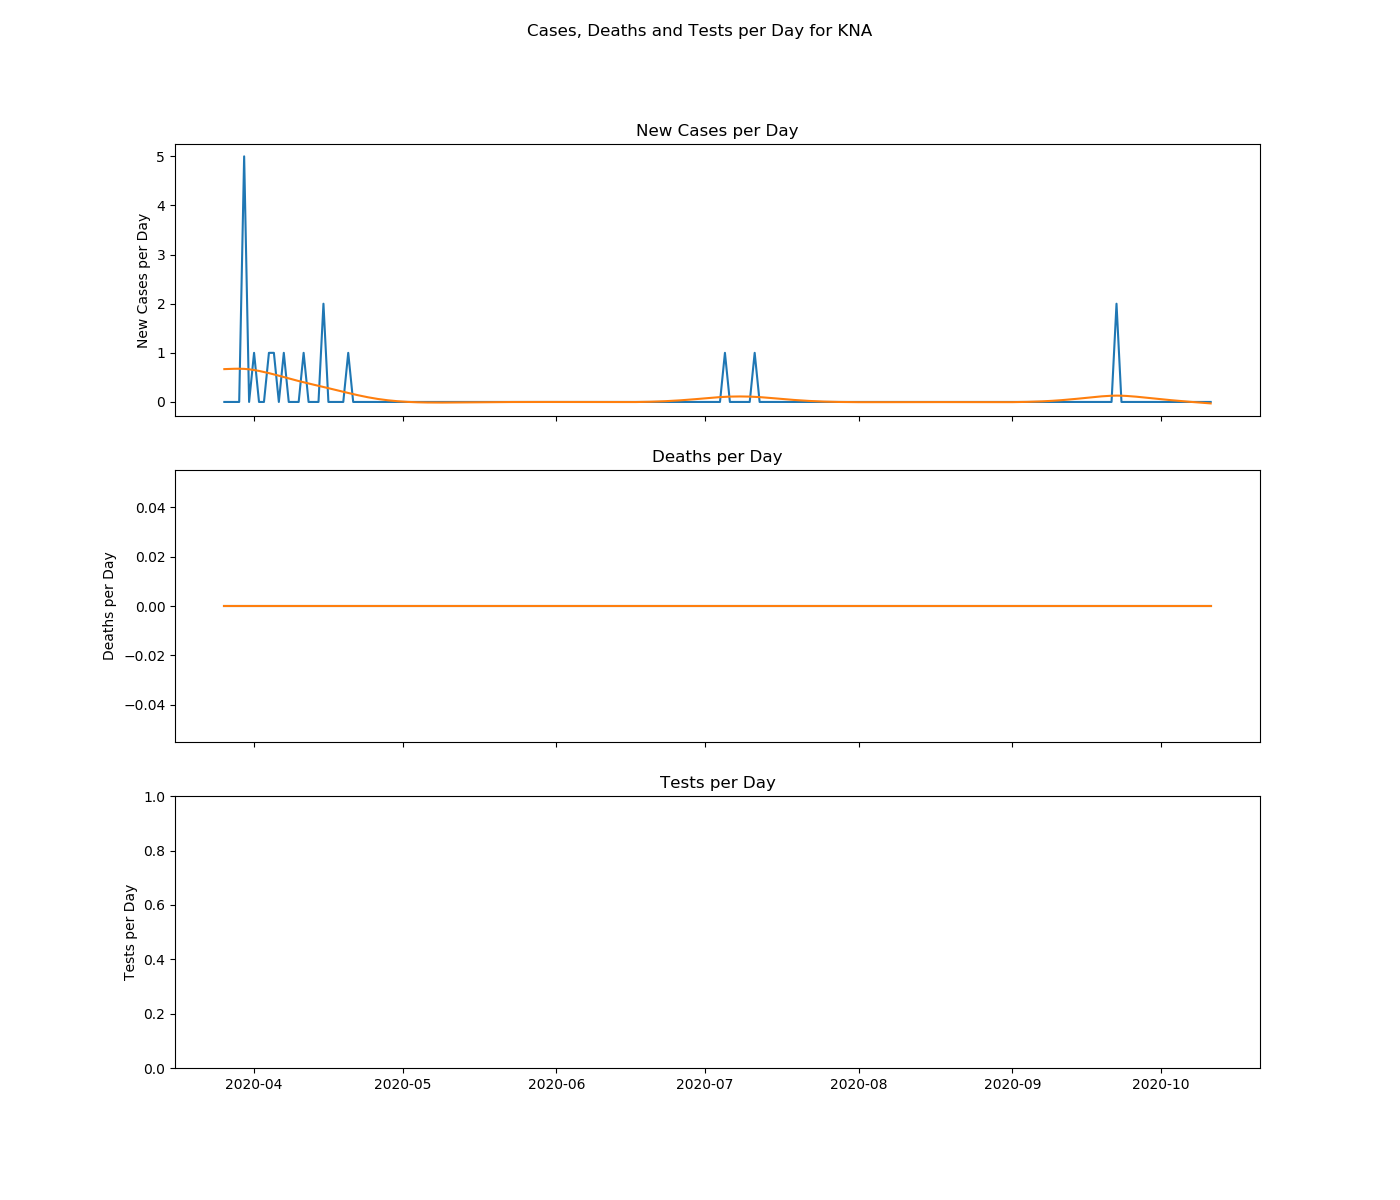 Cases, Deaths and Tests per Day for KNA
New Cases per Day
New Cases per Day
5
4
3
2
1
0
Deaths per Day
Deaths per Day
0.04
0.02
0.00
−0.02
−0.04
Tests per Day
Tests per Day
1.0
0.8
0.6
0.4
0.2
0.0
2020-04 2020-05 2020-06 2020-07 2020-08 2020-09 2020-10